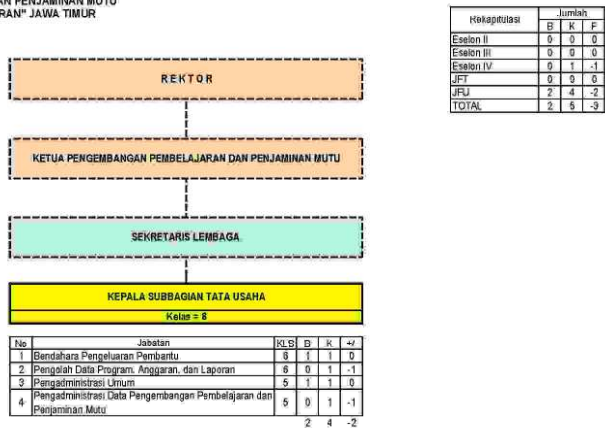 AN PENJAMINAN MUTU
RAN" JAWA TIMUR
Rekapitulasi Jumlah
B K F
Eselon II 0 0 0
Eselon III 0 0 0
Eselon IV 0 1 -1
JFT 0 0 0
JFU 2 4 -2
TOTAL 2 5 -3
REKTOR
KETUA PENGEMBANGAN PEMBELAJARAN DAN PENJAMINAN MUTU
SEKRETARIS LEMBAGA
KEPALA SUBBAGIAN TATA USAHA
Kelas = 8
No Jabatan KLS B K +/
1 Bendahara Pengeluaran Pembantu 6 1 1 0
2 Pengolah Data Program, Anggaran, dan Laporan 6 0 1 -1
3 Pengadministrasi Umum 5 1 1 0
4 Pengadministrasi Data Pengembangan Pembelajaran dan
Penjaminan Mutu 5 0 1 -1
2 4 -2